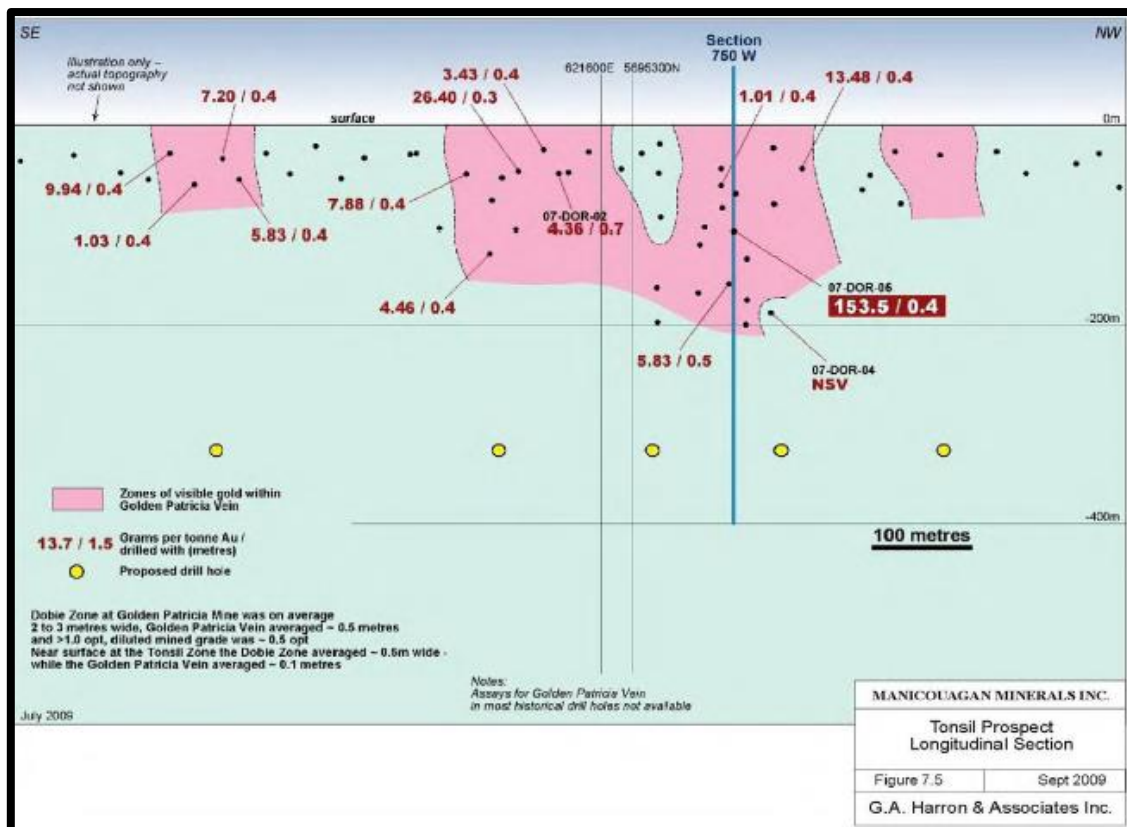 SE
NW
Illustration only –
actual topography
not shown
Section
750 W
621600E 5695300N
3.43 / 0.4
13.48 / 0.4
7.20 / 0.4
26.40 / 0.3
1.01 / 0.4
surface
0m
9.94 / 0.4
7.88 / 0.4
07-DOR-02
4.36 / 0.7
1.03 / 0.4
5.83 / 0.4
07-DOR-05
153.5 / 0.4
4.46 / 0.4
-200m
5.83 / 0.5
07-DOR-04
NSV
Zones of visible gold within
Golden Patricia Vein
-400m
13.7 / 1.5 Grams per tonne Au /
drilled with (metres)
100 metres
Proposed drill hole
Dobie Zone at Golden Patricia Mine was on average
2 to 3 metres wide, Golden Patricia Vein averaged ~ 0.5 metres
and >1.0 opt, diluted mined grade was ~ 0.5 opt
Near surface at the Tonsil Zone the Dobie Zone averaged ~ 0.5m wide -
while the Golden Patricia Vein averaged ~ 0.1 metres
Notes:
Assays for Golden Patricia Vein
in most historical drill holes not available
July 2009
MANICOUAGAN MINERALS INC.
Tonsil Prospect
Longitudinal Section
Figure 7.5
Sept 2009
G.A. Harron & Associates Inc.